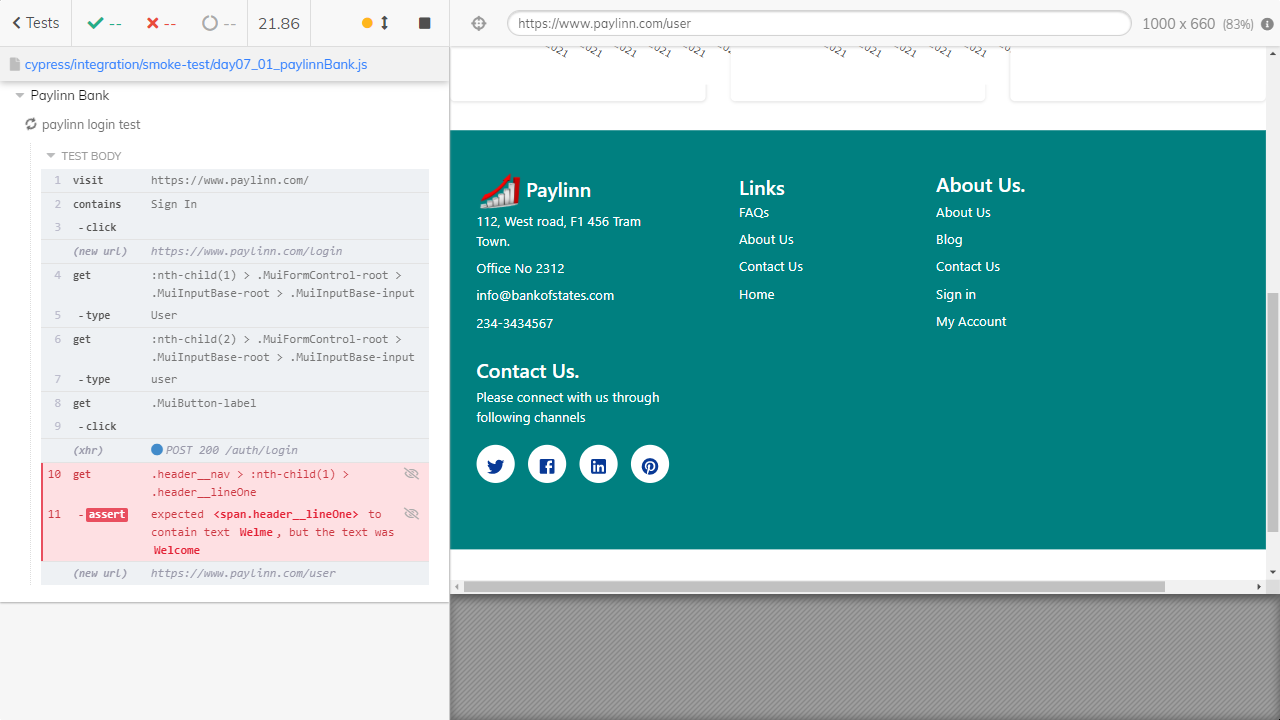 Tests
--
--
--
21.86
https://www.paylinn.com/user
1000 x 660 (83%)
cypress/integration/smoke-test/day07_01_paylinnBank.js
Paylinn Bank
paylinn login test
TEST BODY
1 visit https://www.paylinn.com/
2 contains Sign In
3 - click
(new url) https://www.paylinn.com/login
4 get :nth-child(1) > .MuiFormControl-root >
.MuiInputBase-root > .MuiInputBase-input
5 - type User
6 get :nth-child(2) > .MuiFormControl-root >
.MuiInputBase-root > .MuiInputBase-input
7 - type user
8 get .MuiButton-label
9 - click
(xhr) POST 200 /auth/login
10 get .header__nav > :nth-child(1) >
.header__lineOne
11 - assert expected <span.header__lineOne> to
contain text Welme , but the text was
Welcome
(new url) https://www.paylinn.com/user
Paylinn
112, West road, F1 456 Tram
Town.
Office No 2312
info@bankofstates.com
234-3434567
Links
FAQs
About Us
Contact Us
Home
About Us.
About Us
Blog
Contact Us
Sign in
My Account
Contact Us.
Please connect with us through
following channels